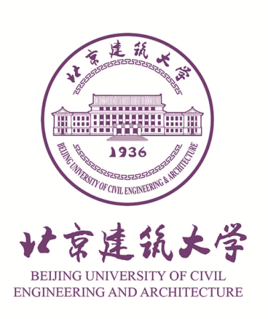 北京建筑大学
1936
BEIJING UNIVERSITY OF CIVIL ENGINEERING & ARCHITECTURE
北京建筑大学
BEIJING UNIVERSITY OF CIVIL
ENGINEERING AND ARCHITECTURE